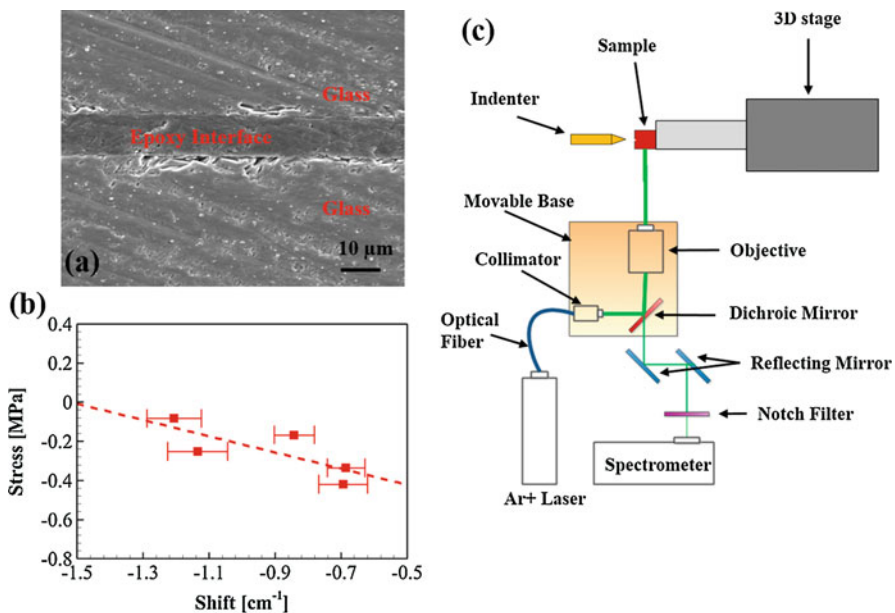 (a)
Glass
Epoxy Interface
Glass
10 µm
(b)
0.4
0.2
0
-0.2
-0.4
-0.6
-0.8
Stress [MPa]
-1.5
-1.3
-1.1
-0.9
-0.7
-0.5
Shift [cm⁻¹]
(c)
3D stage
Sample
Indenter
Movable Base
Collimator
Objective
Optical
Fiber
Dichroic Mirror
Reflecting Mirror
Notch Filter
Spectrometer
Ar+ Laser